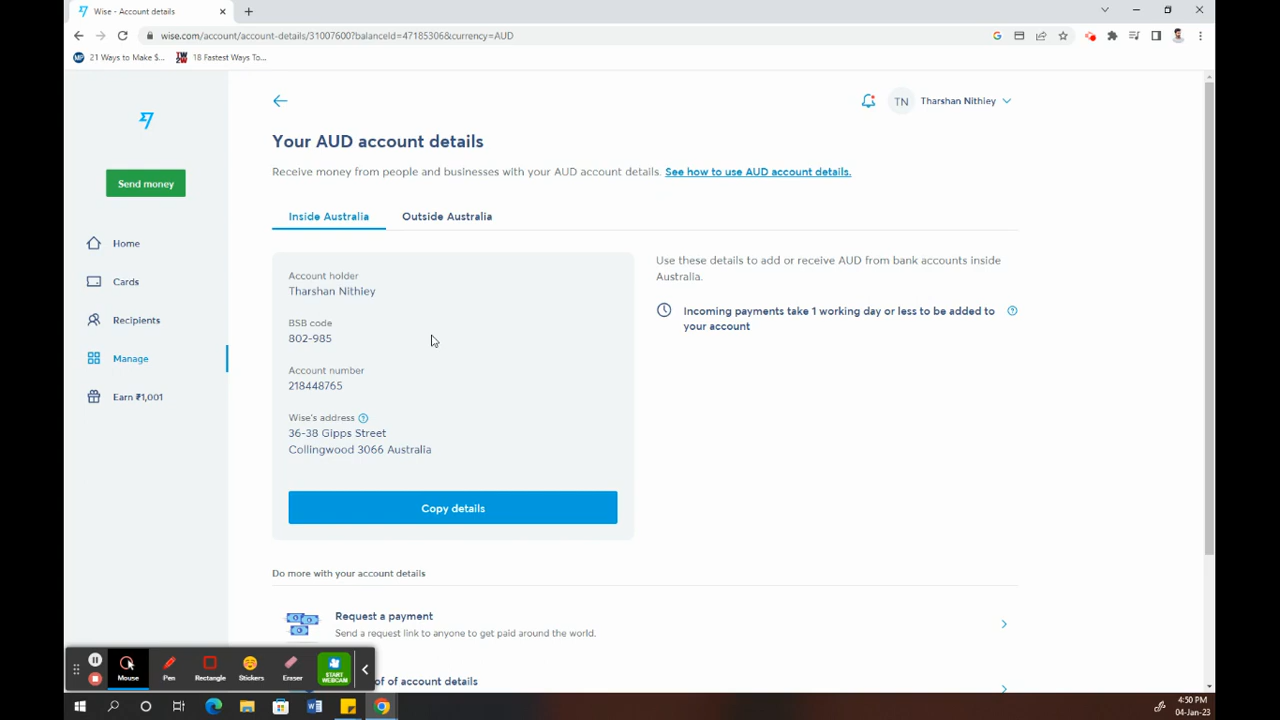 Wise - Account details
wise.com/account/account-details/31007600?balanceId=47185306&currency=AUD
21 Ways to Make $...
18 Fastest Ways To...
TN
Tharshan Nithley
Your AUD account details
Receive money from people and businesses with your AUD account details. See how to use AUD account details.
Send money
Home
Cards
Recipients
Manage
Earn ₹1,001
Inside Australia
Outside Australia
Account holder
Tharshan Nithley
BSB code
802-985
Account number
218448765
Wise's address
36-38 Gipps Street
Collingwood 3066 Australia
Copy details
Use these details to add or receive AUD from bank accounts inside
Australia.
Incoming payments take 1 working day or less to be added to
your account
Do more with your account details
Request a payment
Send a request link to anyone to get paid around the world.
of of account details
Mouse
Pen
Rectangle
Stickers
Eraser
START
WEBCAM
4:50 PM
04-Jan-23